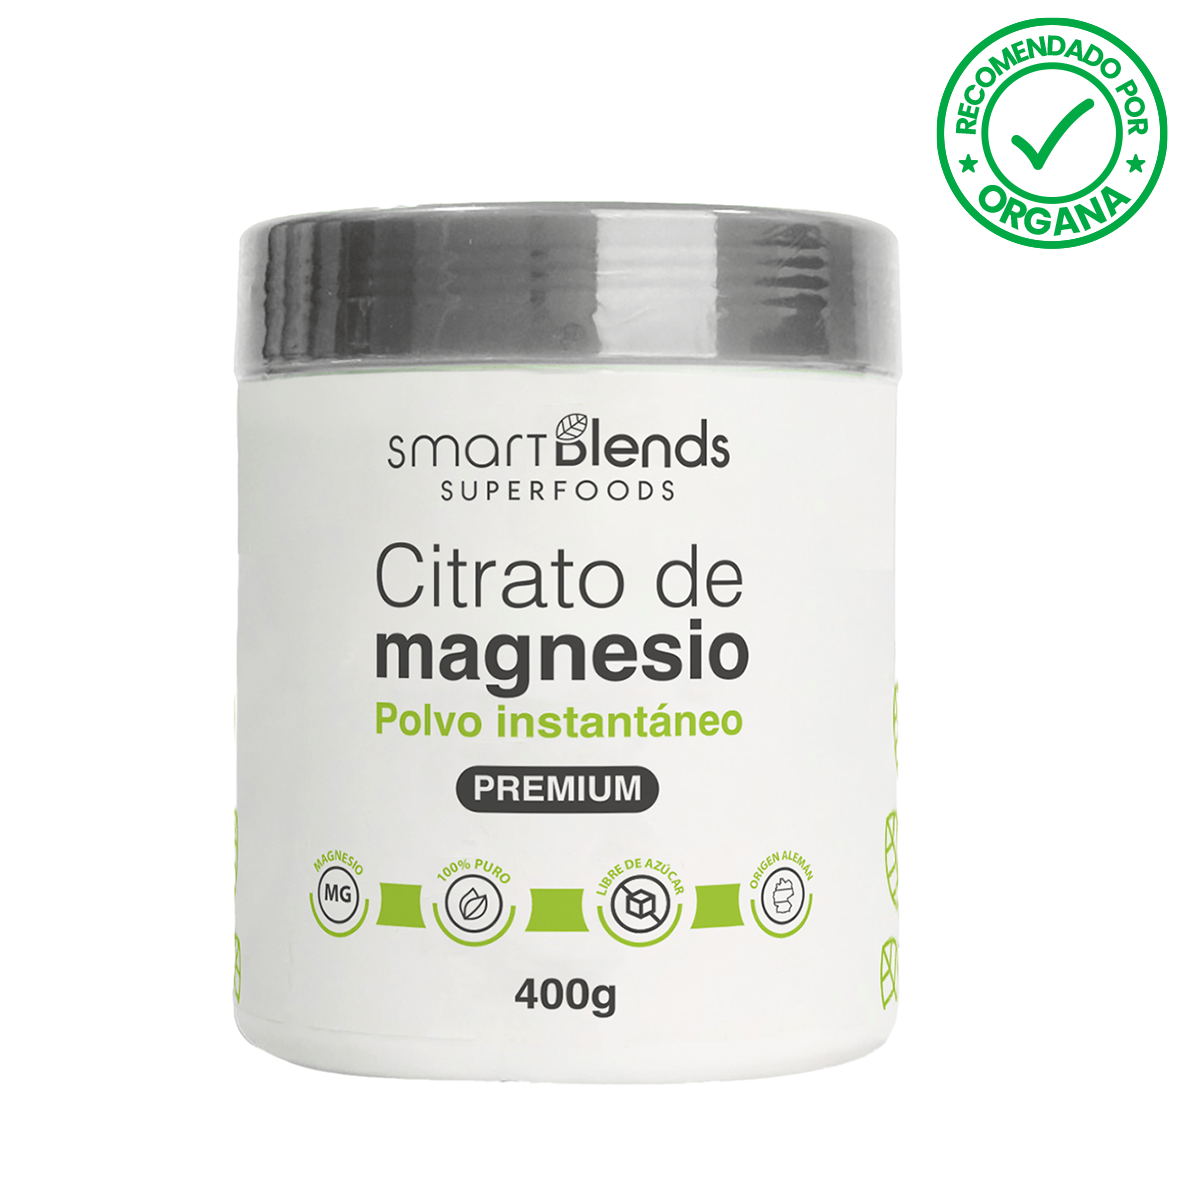 RECOMENDADO POR
ORGANA
smartBlends
SUPERFOODS
Citrato de
magnesio
Polvo instantáneo
PREMIUM
MAGNESIO
MG
100% PURO
LIBRE DE AZÚCAR
ORIGEN ALEMÁN
400g